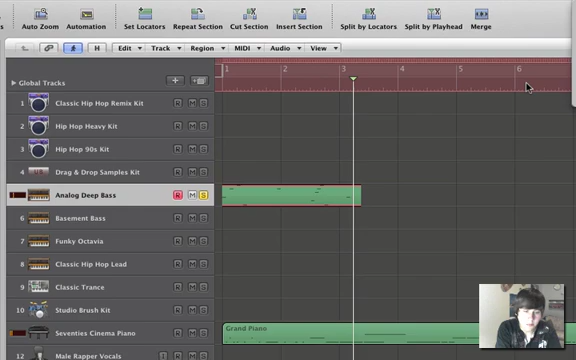 Auto Zoom Automation Set Locators Repeat Section Cut Section Insert Section Split by Locators Split by Playhead Merge
H Edit Track Region MIDI Audio View
1 2 3 4 5 6
Global Tracks
1 Classic Hip Hop Remix Kit R M S
2 Hip Hop Heavy Kit R M S
3 Hip Hop 90s Kit R M S
4 Drag & Drop Samples Kit R M S
Analog Deep Bass R M S
6 Basement Bass R M S
7 Funky Octavia R M S
8 Classic Hip Hop Lead R M S
9 Classic Trance R M S
10 Studio Brush Kit R M S
11 Seventies Cinema Piano R M S Grand Piano
12 Male Rapper Vocals I R M S